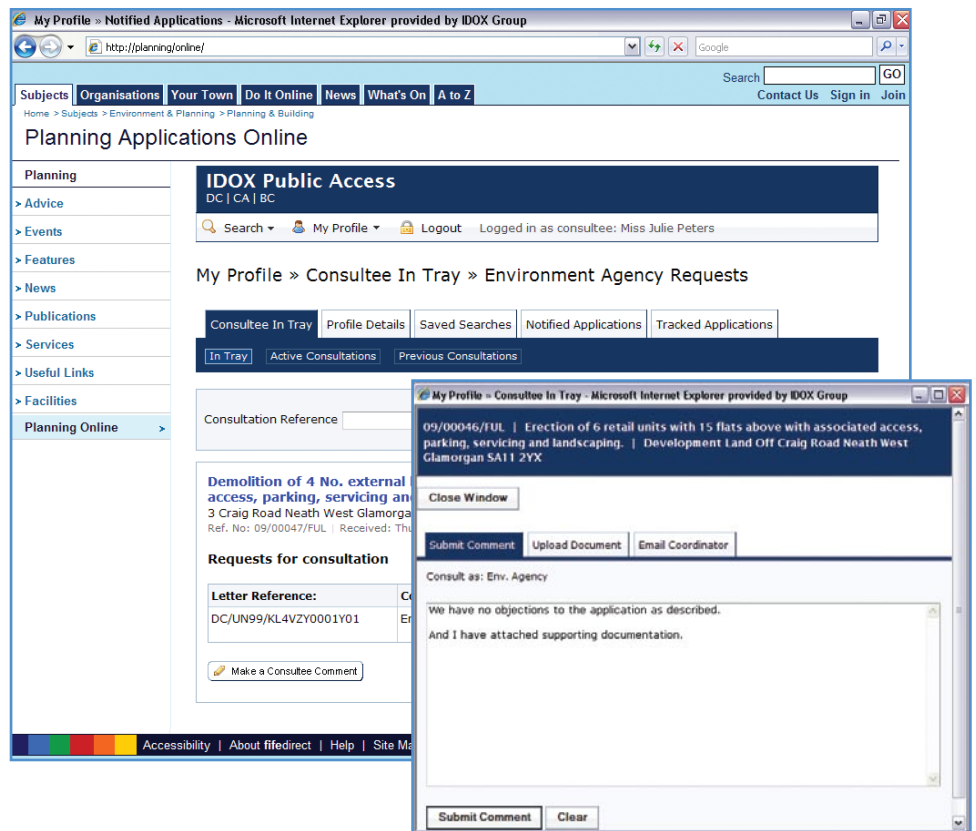 My Profile » Notified Applications - Microsoft Internet Explorer provided by IDOX Group
http://planning/online/
Google
Search
GO
Subjects Organisations Your Town Do It Online News What's On A to Z
Contact Us Sign in Join
Home > Subjects > Environment & Planning > Planning & Building
Planning Applications Online
Planning
> Advice
> Events
> Features
> News
> Publications
> Services
> Useful Links
> Facilities
Planning Online >
IDOX Public Access
DC | CA | BC
Search My Profile Logout Logged in as consultee: Miss Julie Peters
My Profile » Consultee In Tray » Environment Agency Requests
Consultee In Tray Profile Details Saved Searches Notified Applications Tracked Applications
In Tray Active Consultations Previous Consultations
Consultation Reference
Demolition of 4 No. external
access, parking, servicing an
3 Craig Road Neath West Glamorga
Ref. No: 09/00047/FUL | Received: Thu
Requests for consultation
Letter Reference:
DC/UN99/KL4VZY0001Y01
Make a Consultee Comment
Accessibility | About fifedirect | Help | Site Ma
My Profile » Consultee In Tray - Microsoft Internet Explorer provided by IDOX Group
09/00046/FUL | Erection of 6 retail units with 15 flats above with associated access,
parking, servicing and landscaping. | Development Land Off Craig Road Neath West
Glamorgan SA11 2YX
Close Window
Submit Comment Upload Document Email Coordinator
Consult as: Env. Agency
We have no objections to the application as described.
And I have attached supporting documentation.
Submit Comment Clear